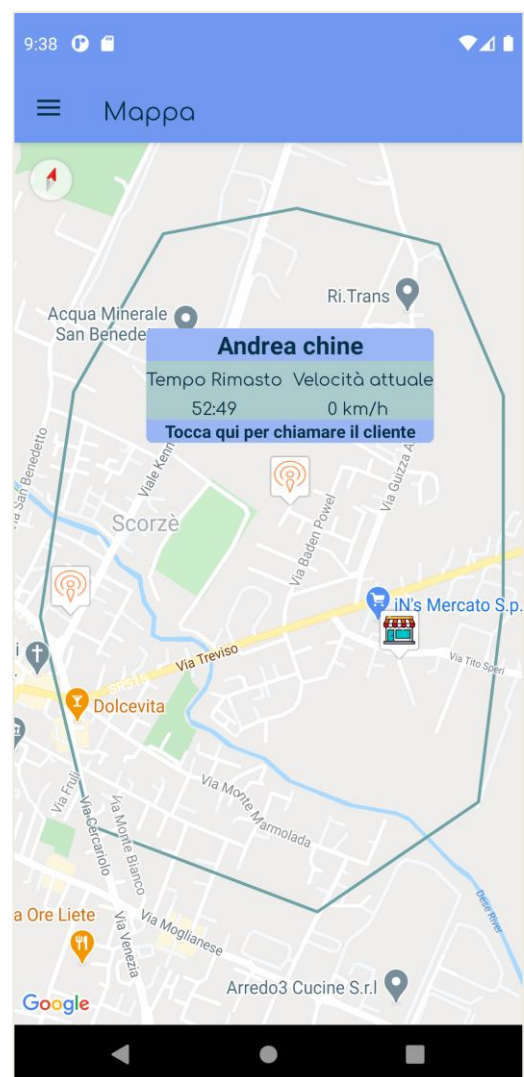 9:38
Mappa
Ri.Trans
Acqua Minerale
San Benede
Andrea chine
Tempo Rimasto Velocità attuale
52:49 0 km/h
Tocca qui per chiamare il cliente
San Benedetto
Viale Kenn
Via Guizza A
Scorzè
Via Baden Powel
iN's Mercato S.p.
Via Treviso
Via Tito Speri
SR515
Dolcevita
Via Monte Marmolada
Via Fruli
Via Cercariolo
Via Monte Bianco
Dese River
a Ore Liete
Via Venezia
Via Moglianese
Arredo3 Cucine S.r.l
Google